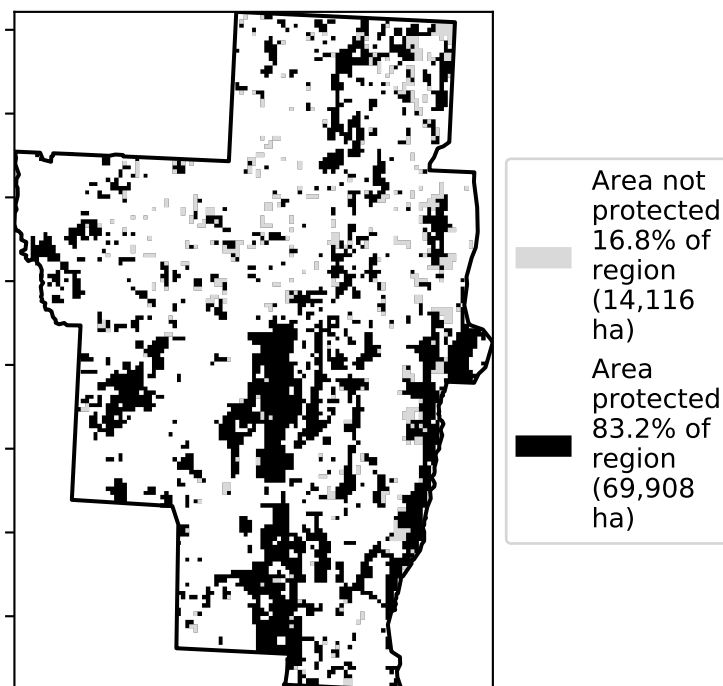 Area not
protected
16.8% of
region
(14,116
ha)
Area
protected
83.2% of
region
(69,908
ha)